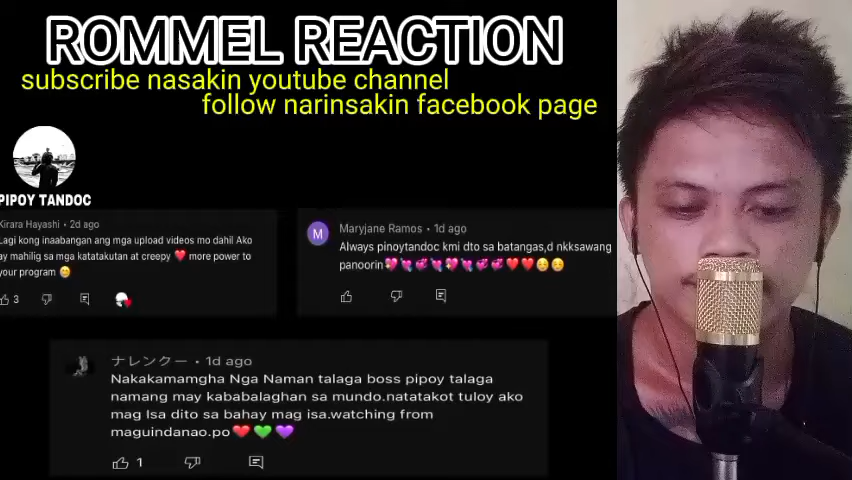 ROMMEL REACTION
subscribe nasakin youtube channel
follow narinsakin facebook page
PIPOY TANDOC
Kirara Hayashi • 2d ago
Lagi kong inaabangan ang mga upload videos mo dahil Ako
ay mahilig sa mga katatakutan at creepy ❤️ more power to
your program 😁
3
M
Maryjane Ramos • 1d ago
Always pinoytandoc kmi dto sa batangas,d nkksawang
panoorin💖💘💞💘💖💘💞💞❤️❤️☺️☺️
ナレンクー • 1d ago
Nakakamamgha Nga Naman talaga boss pipoy talaga
namang may kababalaghan sa mundo.natatakot tuloy ako
mag Isa dito sa bahay mag isa.watching from
maguindanao.po❤️💚💜
1